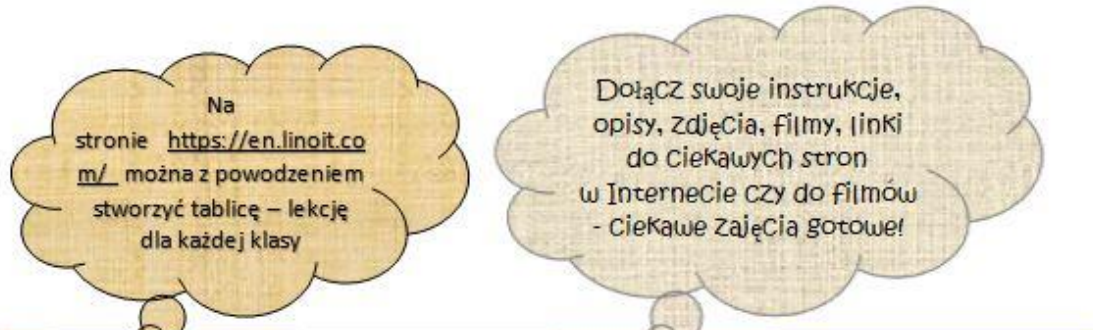 Na
stronie https://en.linoit.co
m/ można z powodzeniem
stworzyć tablicę – lekcję
dla każdej klasy
Dołącz swoje instrukcje,
opisy, zdjęcia, filmy, linki
do ciekawych stron
w Internecie czy do filmów
- ciekawe zajęcia gotowe!